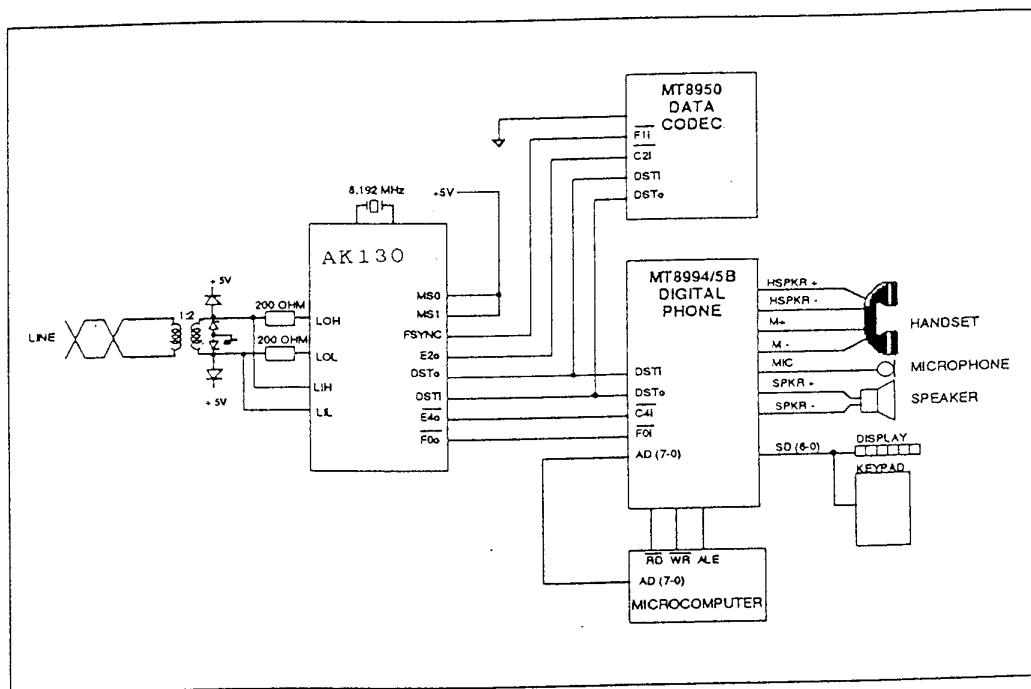 MT8950
DATA
CODEC
F1i
C2i
DSTi
DSTo
8.192 MHz
+5V
AK130
MS0
MS1
FSYNC
E2o
DSTo
DSTi
E4o
F0o
LOH
LOL
LIH
LIL
+ 5V
1:2
200 OHM
200 OHM
LINE
+ 5V
MT8994/5B
DIGITAL
PHONE
DSTi
DSTo
C4i
F0i
AD (7-0)
HSPKR +
HSPKR -
M+
M -
MIC
SPKR +
SPKR -
SD (6-0)
HANDSET
MICROPHONE
SPEAKER
DISPLAY
KEYPAD
RD WR ALE
AD (7-0)
MICROCOMPUTER